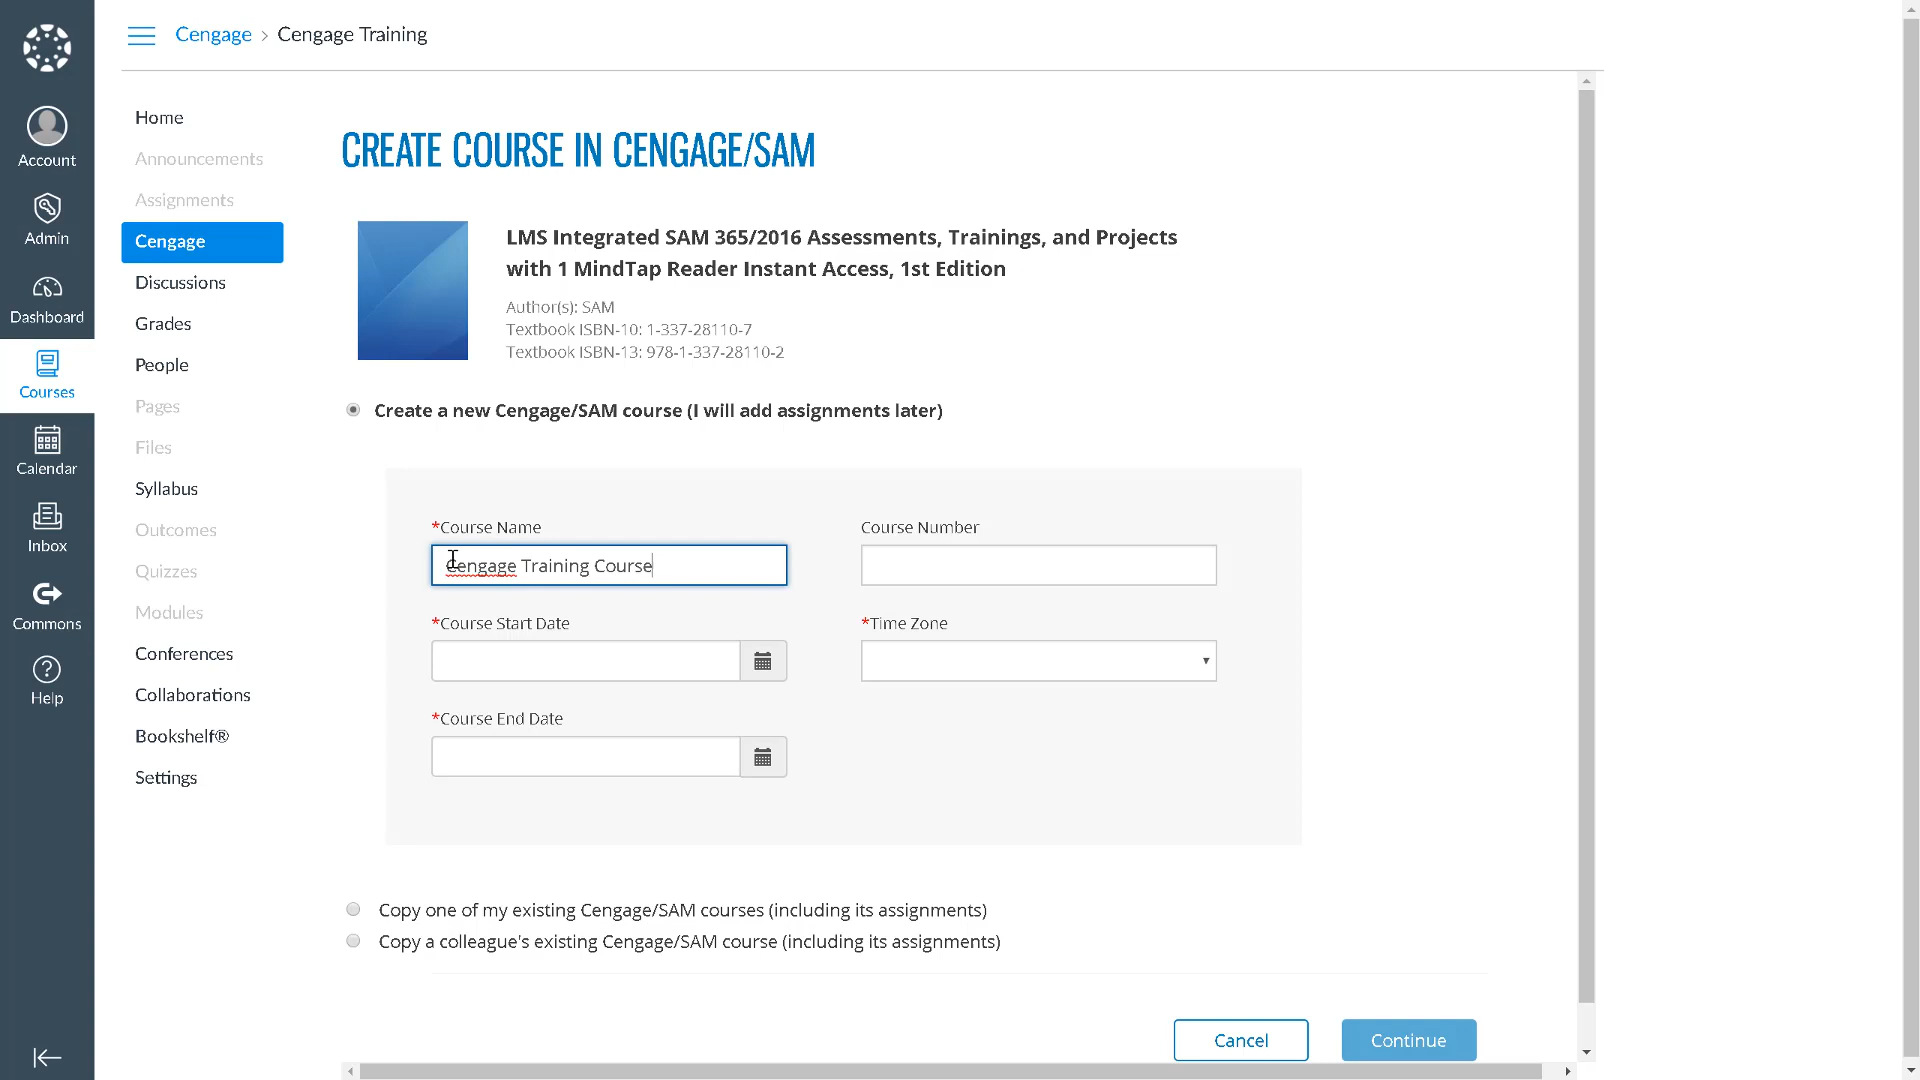 Cengage > Cengage Training
Account
Admin
Dashboard
Courses
Calendar
Inbox
Commons
Help
Home
Announcements
Assignments
Cengage
Discussions
Grades
People
Pages
Files
Syllabus
Outcomes
Quizzes
Modules
Conferences
Collaborations
Bookshelf®
Settings
CREATE COURSE IN CENGAGE/SAM
LMS Integrated SAM 365/2016 Assessments, Trainings, and Projects
with 1 MindTap Reader Instant Access, 1st Edition
Author(s): SAM
Textbook ISBN-10: 1-337-28110-7
Textbook ISBN-13: 978-1-337-28110-2
Create a new Cengage/SAM course (I will add assignments later)
*Course Name
Cengage Training Course
Course Number
*Course Start Date
*Time Zone
*Course End Date
Copy one of my existing Cengage/SAM courses (including its assignments)
Copy a colleague's existing Cengage/SAM course (including its assignments)
Cancel
Continue